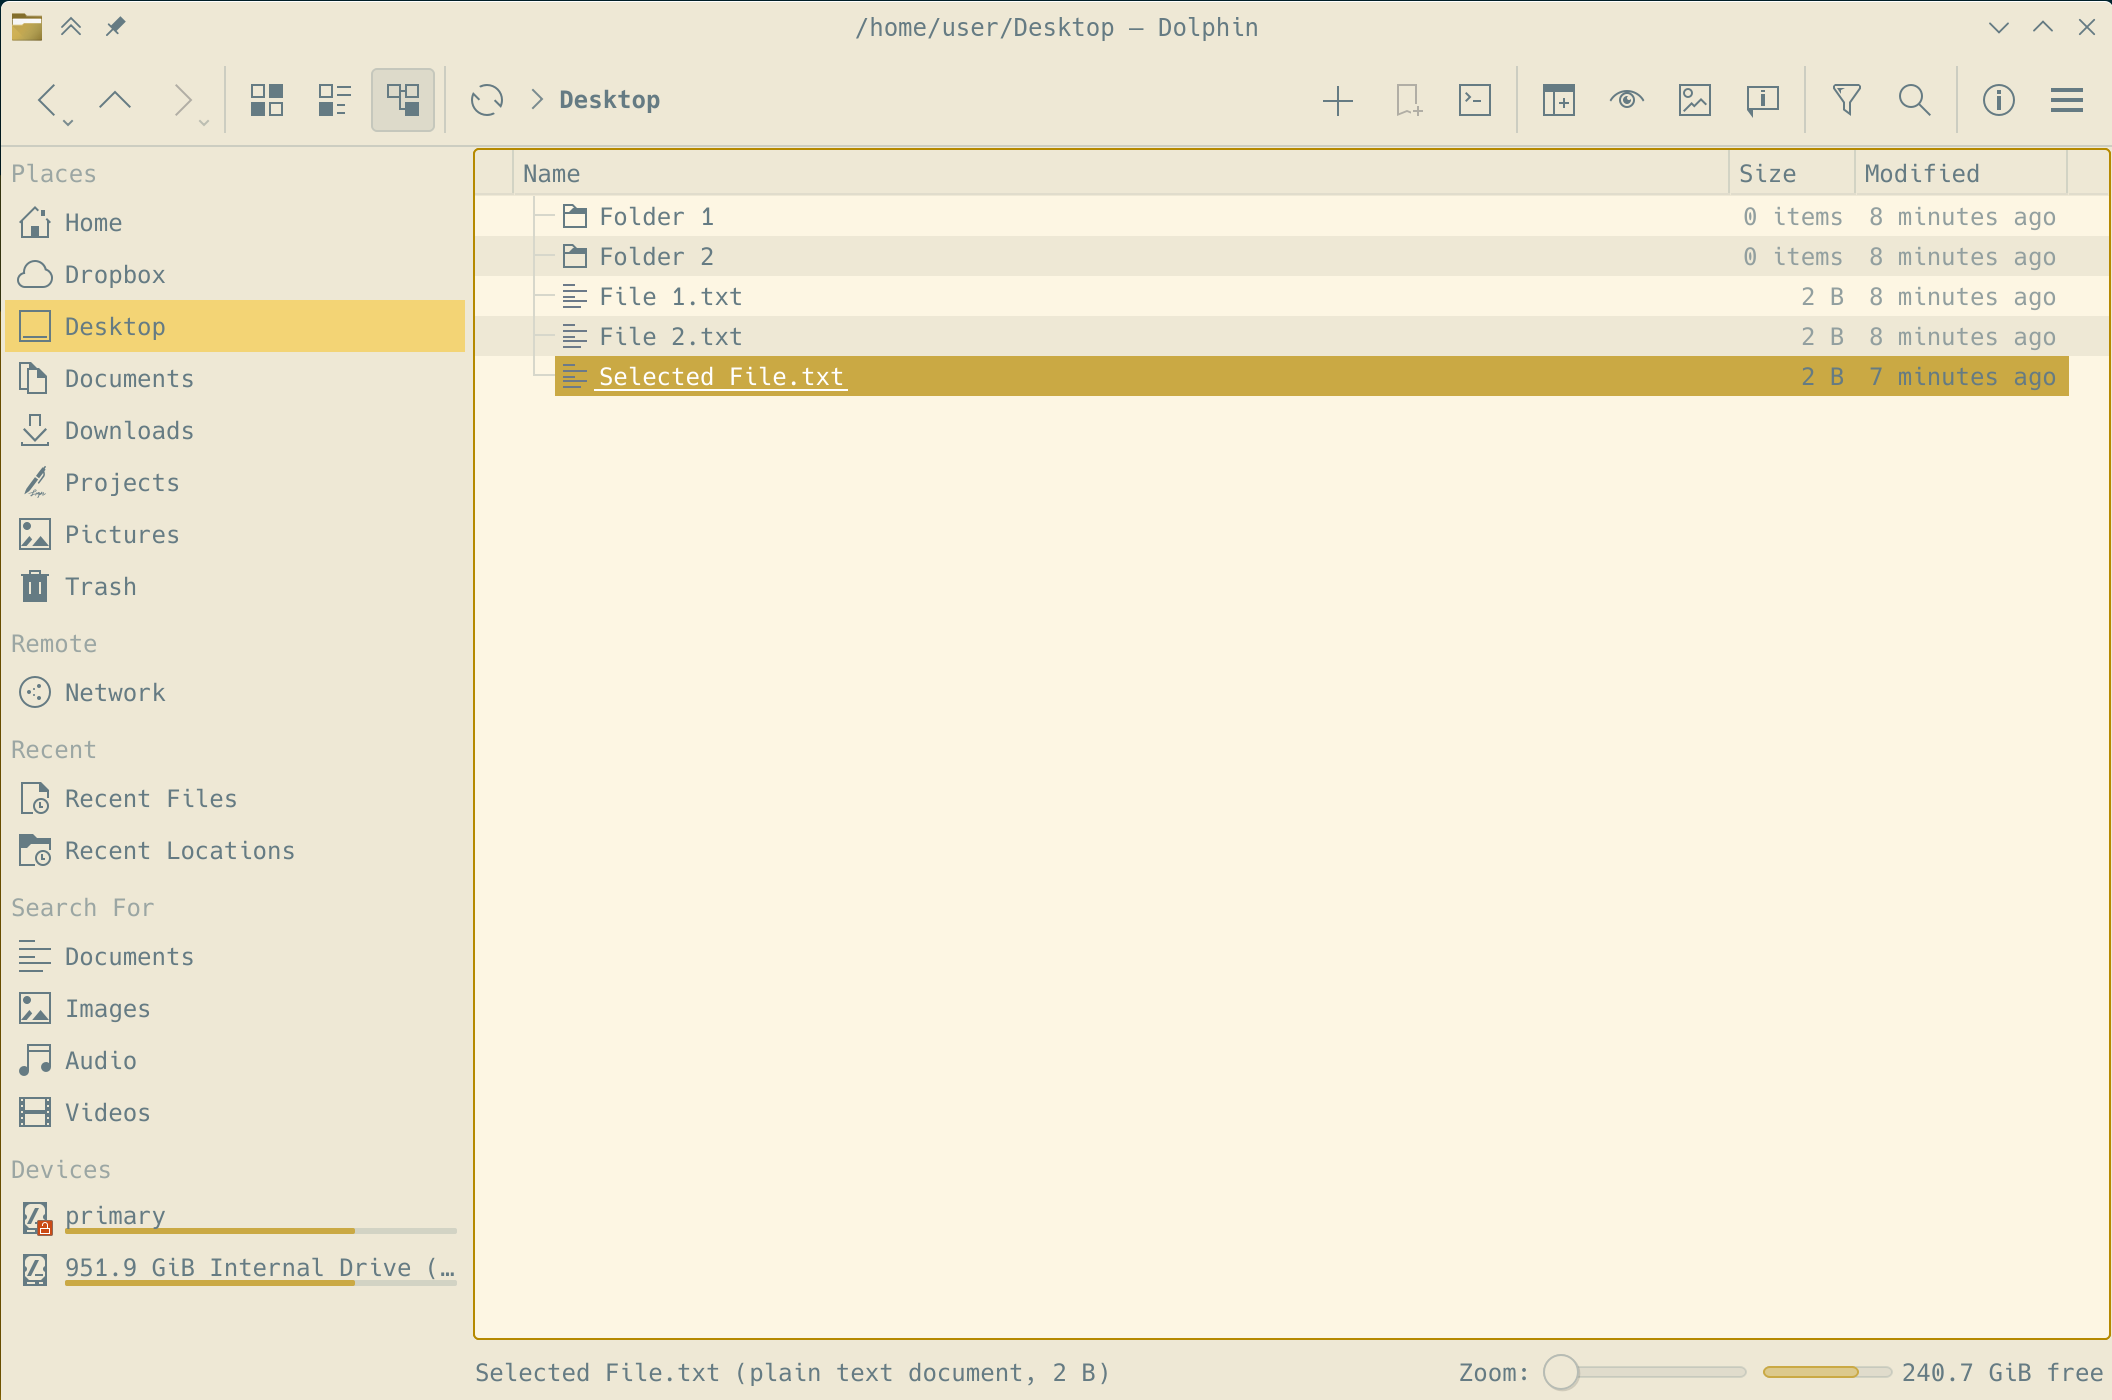 /home/user/Desktop — Dolphin
Desktop
Places
Home
Dropbox
Desktop
Documents
Downloads
Projects
Pictures
Trash
Remote
Network
Recent
Recent Files
Recent Locations
Search For
Documents
Images
Audio
Videos
Devices
primary
951.9 GiB Internal Drive (…
Name Size Modified
Folder 1 0 items 8 minutes ago
Folder 2 0 items 8 minutes ago
File 1.txt 2 B 8 minutes ago
File 2.txt 2 B 8 minutes ago
Selected File.txt 2 B 7 minutes ago
Selected File.txt (plain text document, 2 B) Zoom: 240.7 GiB free